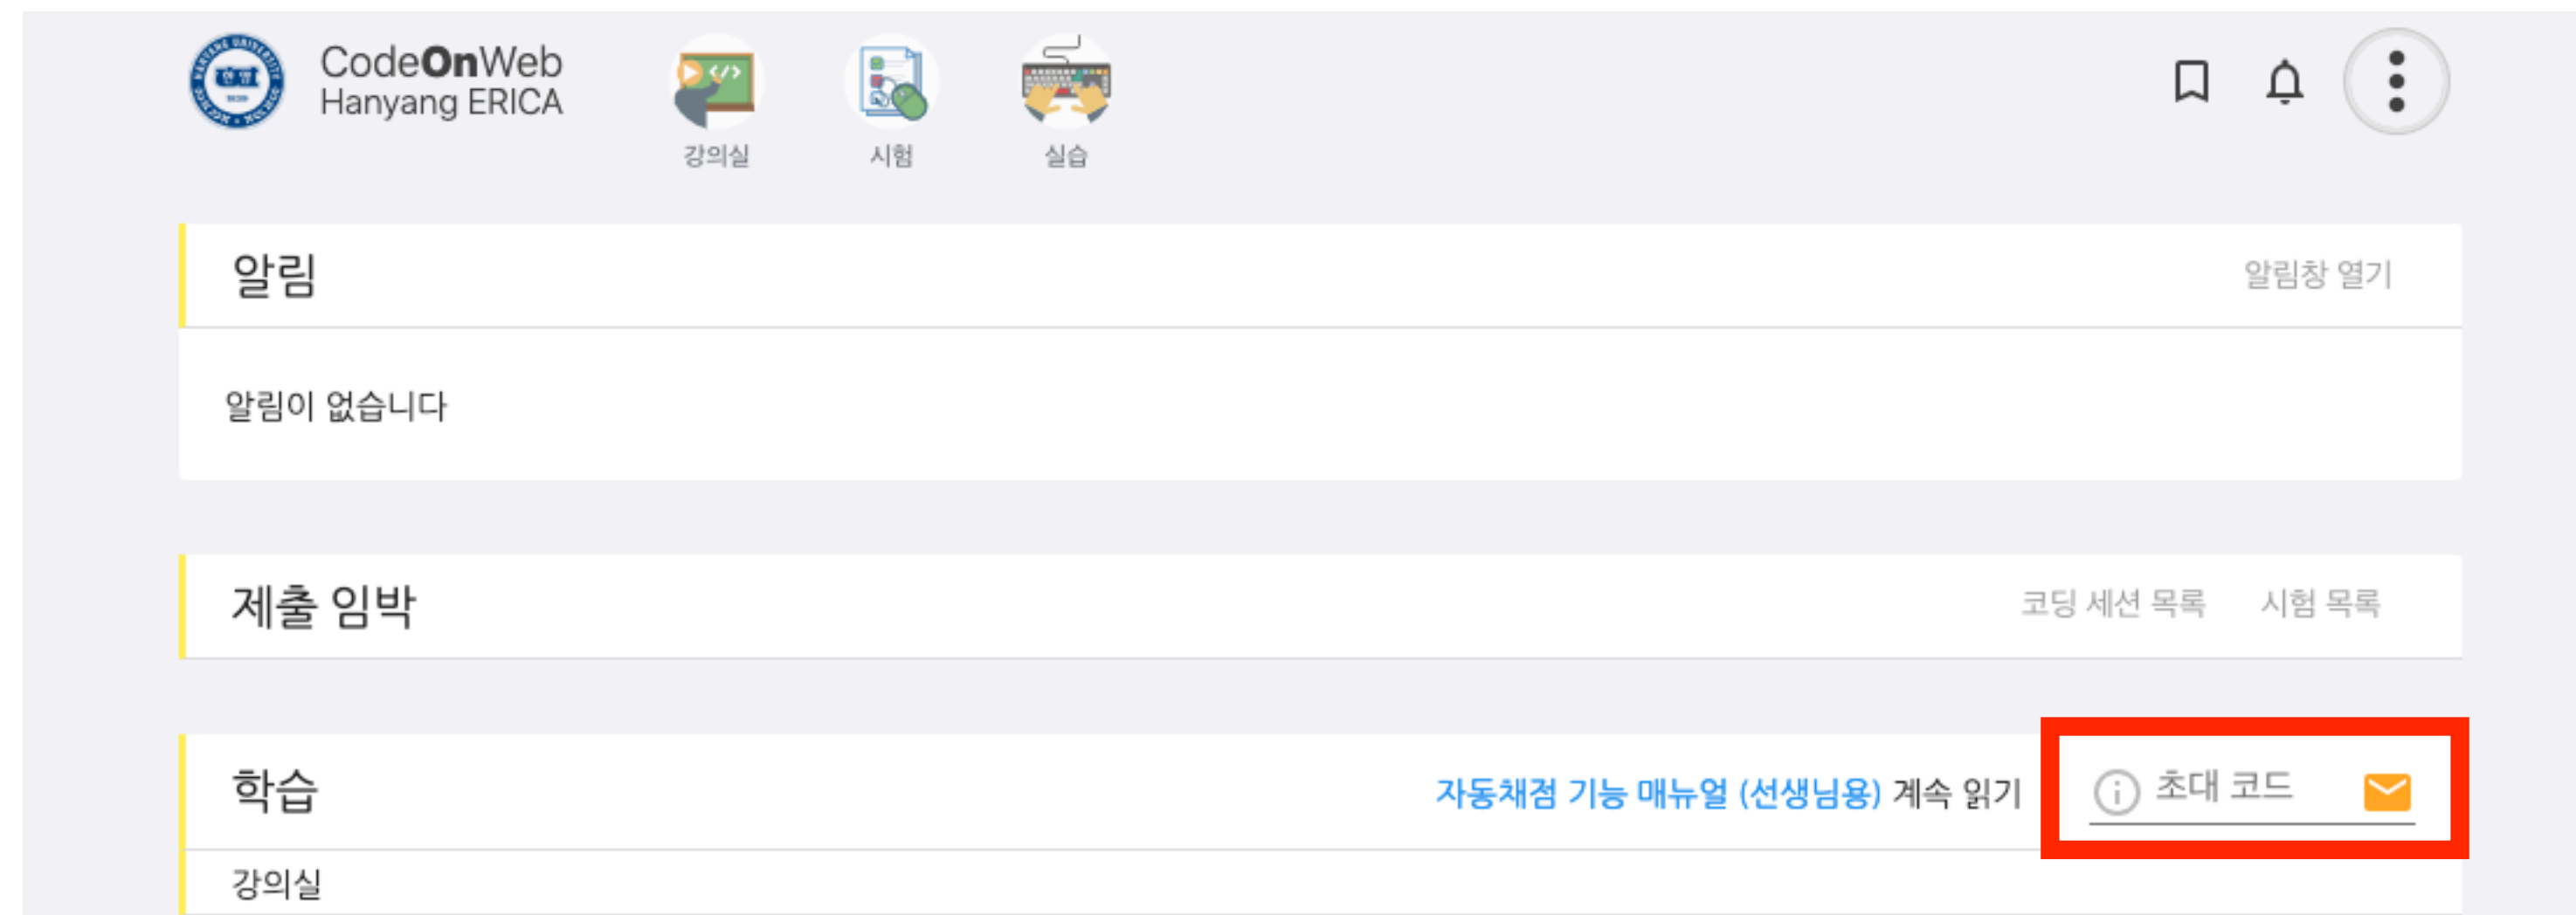 CodeOnWeb
Hanyang ERICA
강의실
시험
실습
알림
알림창 열기
알림이 없습니다
제출 임박
코딩 세션 목록
시험 목록
학습
자동채점 기능 매뉴얼 (선생님용) 계속 읽기
초대 코드
강의실